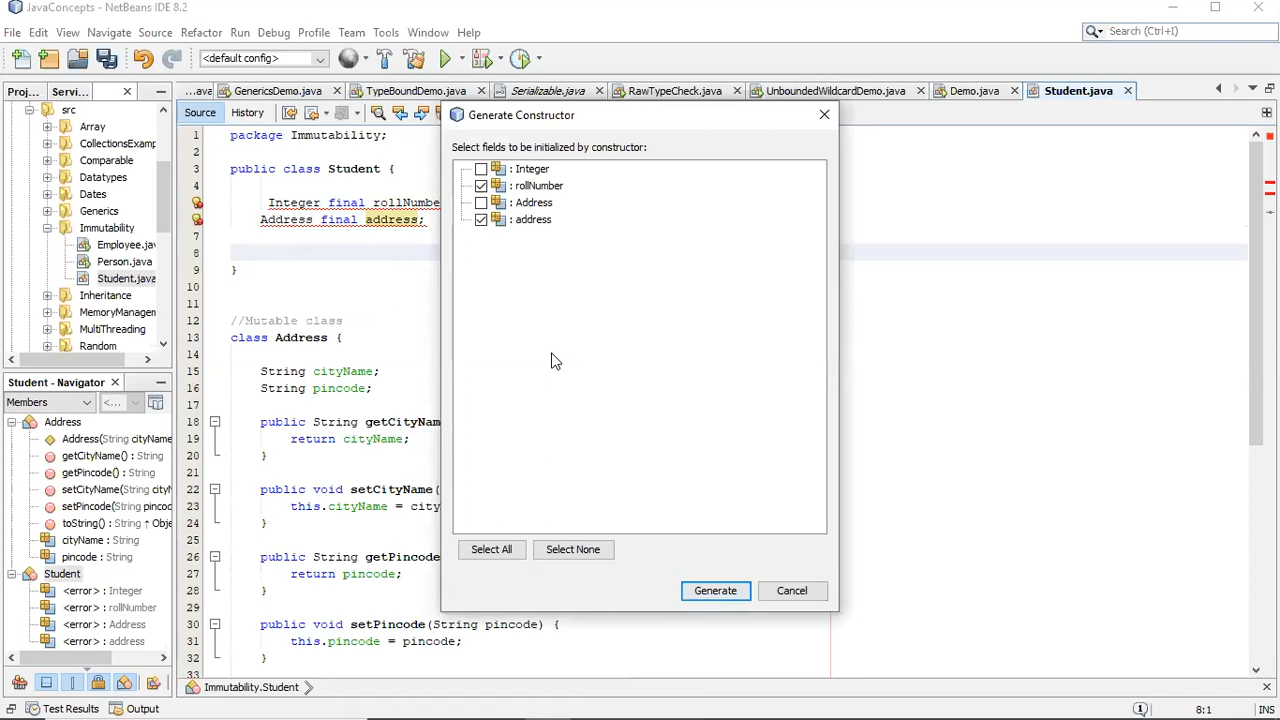 JavaConcepts - NetBeans IDE 8.2
File Edit View Navigate Source Refactor Run Debug Profile Team Tools Window Help
Search (Ctrl+I)
<default config>
Proj... Servi...
...ava GenericsDemo.java TypeBoundDemo.java Serializable.java RawTypeCheck.java UnboundedWildcardDemo.java Demo.java Student.java
Source History
src
Array
CollectionsExamp
Comparable
Datatypes
Dates
Generics
Immutability
Employee.jav
Person.java
Student.java
Inheritance
MemoryManagem
MultiThreading
Random
Student - Navigator
Members
<...
Address
Address(String cityName
getCityName() : String
getPincode() : String
setCityName(String cityN
setPincode(String pincod
toString() : String ↑ Obje
cityName : String
pincode : String
Student
<error> : Integer
<error> : rollNumber
<error> : Address
<error> : address
1 package Immutability;
2
3 public class Student {
4
Integer final rollNumbe
Address final address;
7
8
9 }
10
11
12 //Mutable class
13 class Address {
14
15 String cityName;
16 String pincode;
17
18 public String getCityNam
19 return cityName;
20 }
21
22 public void setCityName(
23 this.cityName = city
24 }
25
26 public String getPincode
27 return pincode;
28 }
29
30 public void setPincode(String pincode) {
31 this.pincode = pincode;
32 }
33
Generate Constructor
Select fields to be initialized by constructor:
: Integer
: rollNumber
: Address
: address
Select All Select None
Generate Cancel
Immutability.Student
Test Results Output
1
8:1 INS